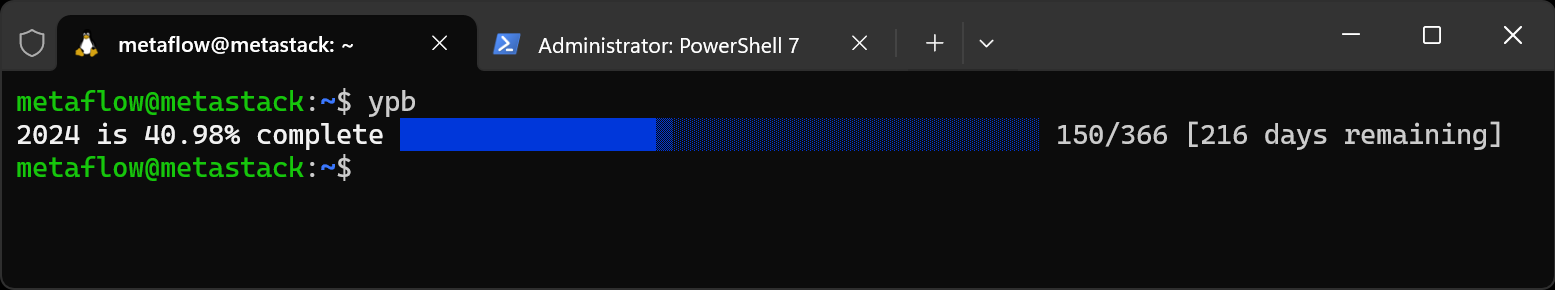 metaflow@metastack: ~
Administrator: PowerShell 7
metaflow@metastack:~$ ypb
2024 is 40.98% complete 150/366 [216 days remaining]
metaflow@metastack:~$